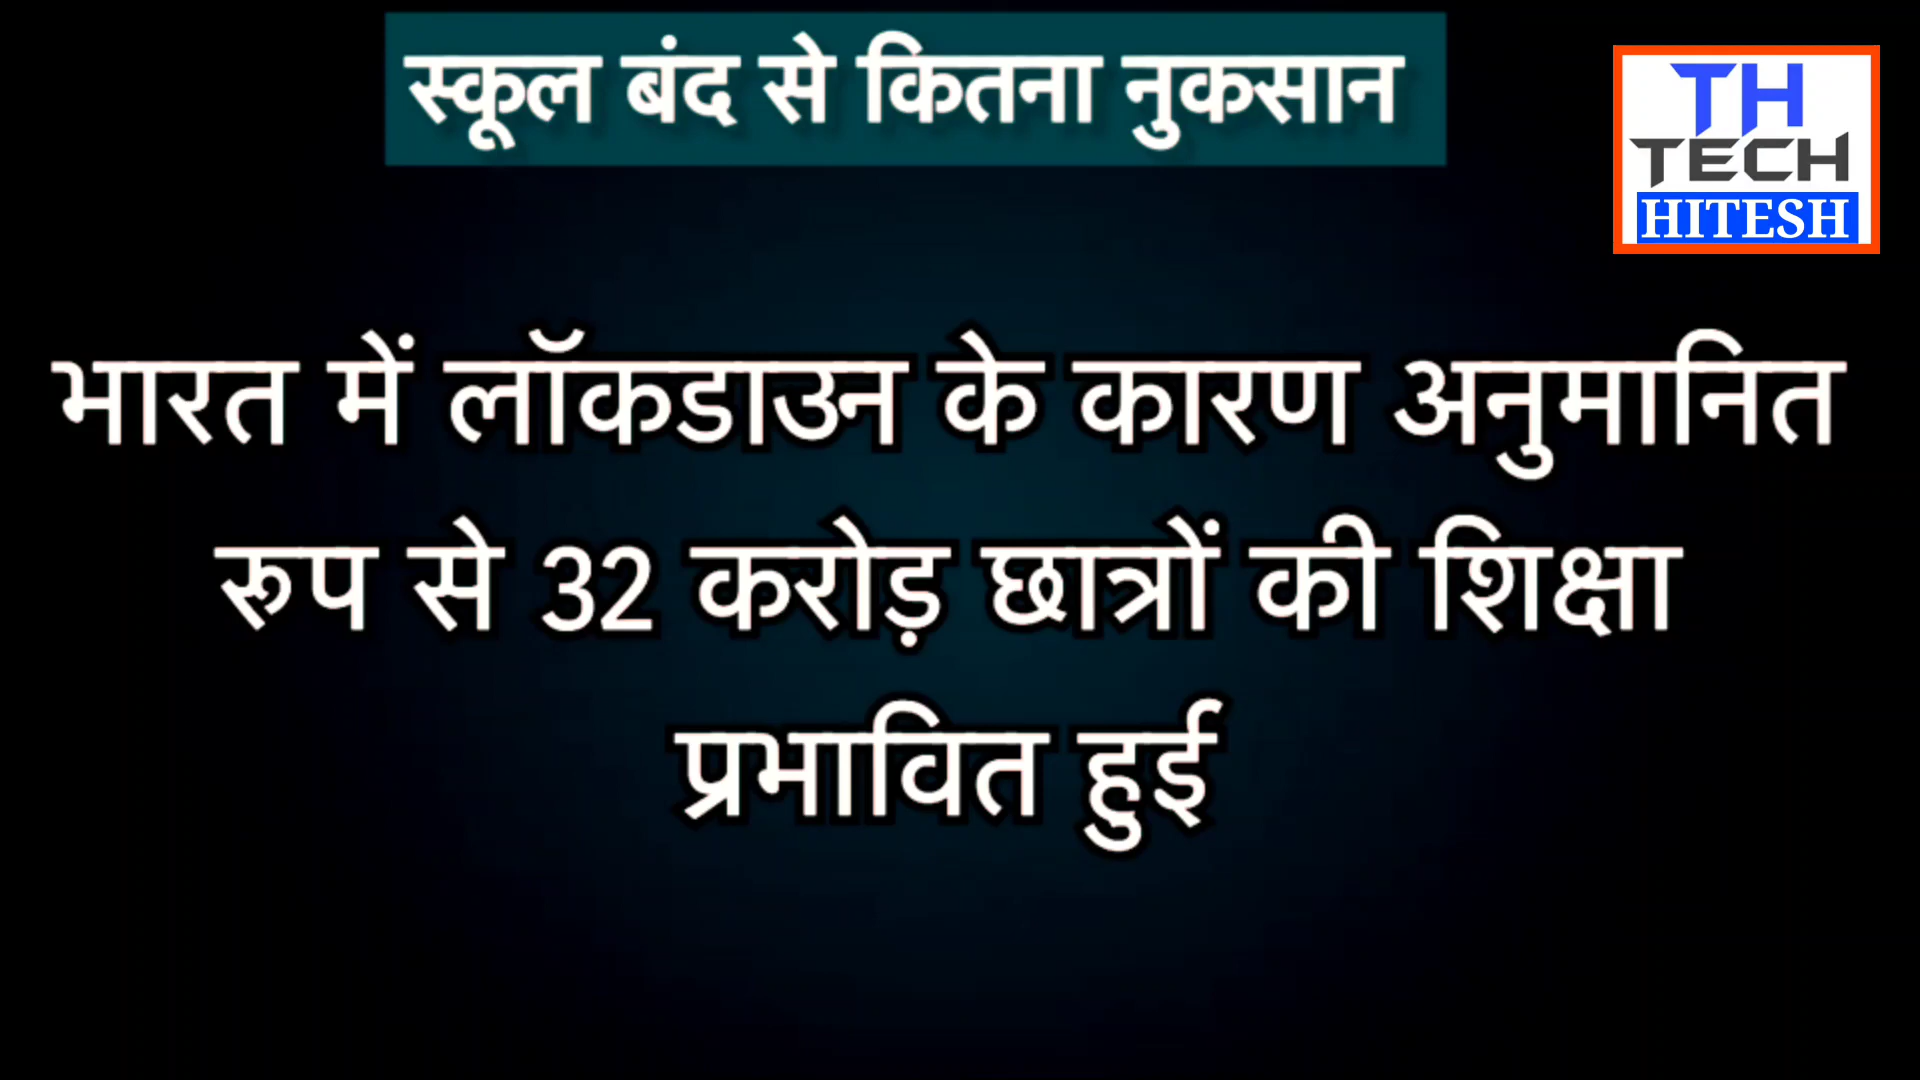 स्कूल बंद से कितना नुकसान
TH
TECH
HITESH
भारत में लॉकडाउन के कारण अनुमानित
रूप से 32 करोड़ छात्रों की शिक्षा
प्रभावित हुई